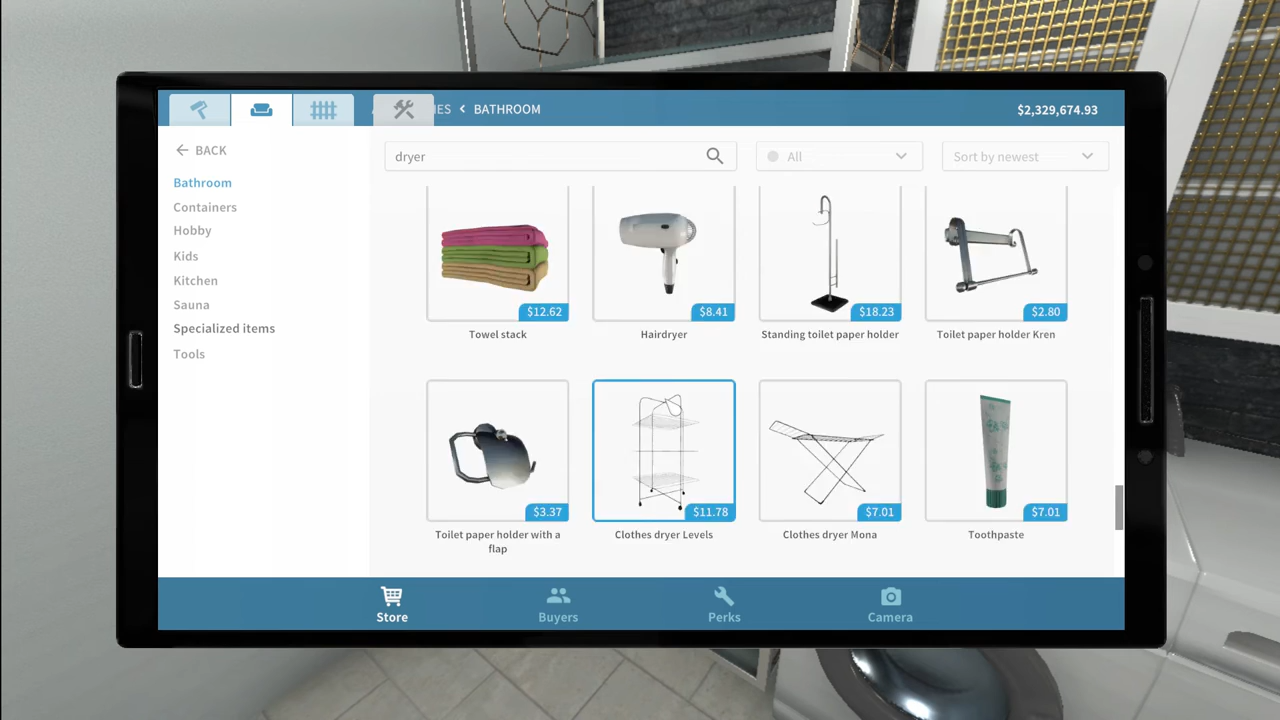 BATHROOM
$2,329,674.93
BACK
dryer
All
Sort by newest
Bathroom
Containers
Hobby
Kids
Kitchen
Sauna
Specialized items
Tools
$12.62
$8.41
$18.23
$2.80
Towel stack
Hairdryer
Standing toilet paper holder
Toilet paper holder Kren
$3.37
$11.78
$7.01
$7.01
Toilet paper holder with a
flap
Clothes dryer Levels
Clothes dryer Mona
Toothpaste
Store
Buyers
Perks
Camera